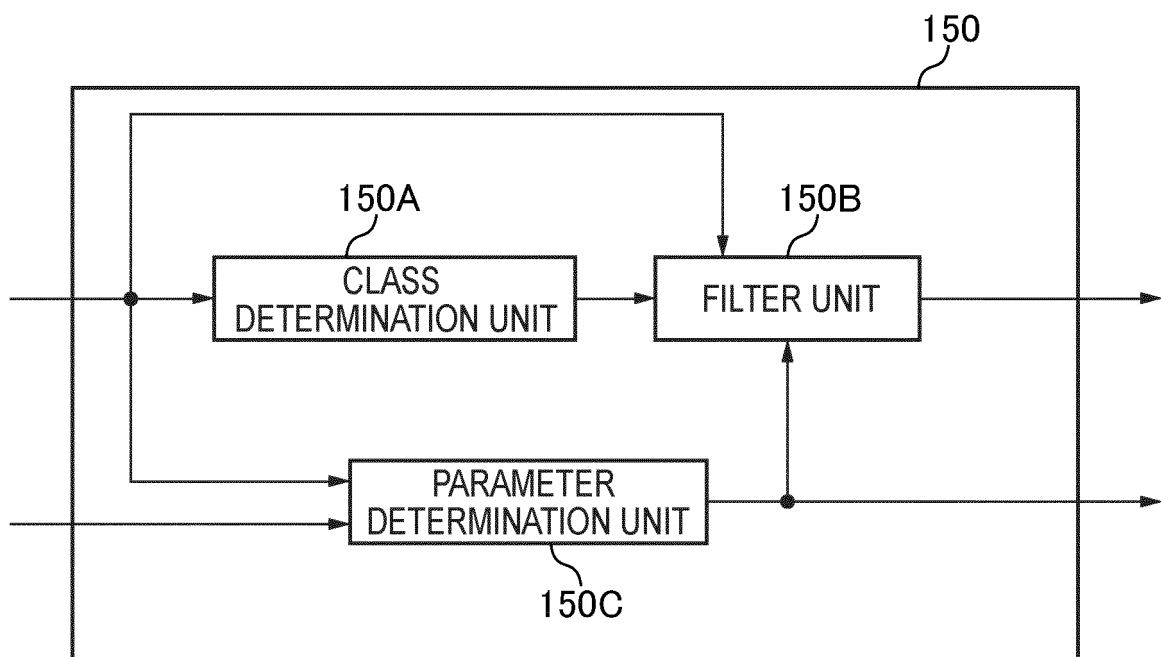 150
150A
150B
CLASS
DETERMINATION UNIT
FILTER UNIT
PARAMETER
DETERMINATION UNIT
150C